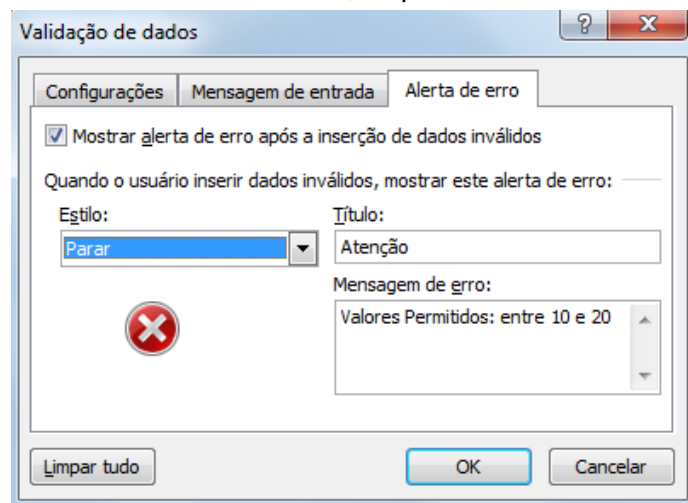 Validação de dados
Configurações Mensagem de entrada Alerta de erro
Mostrar alerta de erro após a inserção de dados inválidos
Quando o usuário inserir dados inválidos, mostrar este alerta de erro:
Estilo: Título:
Parar Atenção
Mensagem de erro:
Valores Permitidos: entre 10 e 20
Limpar tudo OK Cancelar